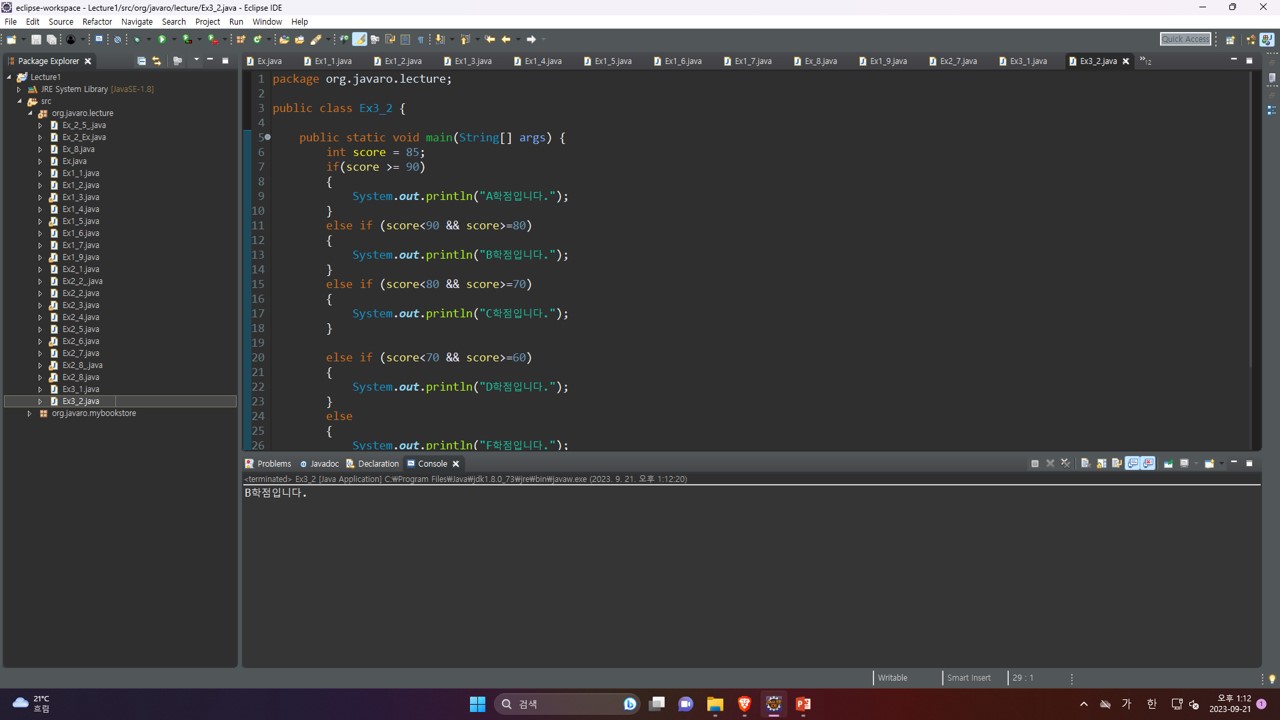 eclipse-workspace - Lecture1/src/org/javaro/lecture/Ex3_2.java - Eclipse IDE
File Edit Source Refactor Navigate Search Project Run Window Help
Quick Access
Package Explorer
Ex.java Ex1_1.java Ex1_2.java Ex1_3.java Ex1_4.java Ex1_5.java Ex1_6.java Ex1_7.java Ex_8.java Ex1_9.java Ex2_7.java Ex3_1.java Ex3_2.java »12
Lecture1
JRE System Library [JavaSE-1.8]
src
org.javaro.lecture
Ex_2_5_.java
Ex_2_Ex.java
Ex_8.java
Ex.java
Ex1_1.java
Ex1_2.java
Ex1_3.java
Ex1_4.java
Ex1_5.java
Ex1_6.java
Ex1_7.java
Ex1_9.java
Ex2_1.java
Ex2_2_.java
Ex2_2.java
Ex2_3.java
Ex2_4.java
Ex2_5.java
Ex2_6.java
Ex2_7.java
Ex2_8_.java
Ex2_8.java
Ex3_1.java
Ex3_2.java
org.javaro.mybookstore
1 package org.javaro.lecture;
2
3 public class Ex3_2 {
4
5 public static void main(String[] args) {
6 int score = 85;
7 if(score >= 90)
8 {
9 System.out.println("A학점입니다.");
10 }
11 else if (score<90 && score>=80)
12 {
13 System.out.println("B학점입니다.");
14 }
15 else if (score<80 && score>=70)
16 {
17 System.out.println("C학점입니다.");
18 }
19
20 else if (score<70 && score>=60)
21 {
22 System.out.println("D학점입니다.");
23 }
24 else
25 {
26 System.out.println("F학점입니다.");
Problems Javadoc Declaration Console
<terminated> Ex3_2 [Java Application] C:₩Program Files₩Java₩jdk1.8.0_73₩jre₩bin₩javaw.exe (2023. 9. 21. 오후 1:12:20)
B학점입니다.
Writable Smart Insert 29 : 1
21°C
흐림
검색
가 한
오후 1:12
2023-09-21
1